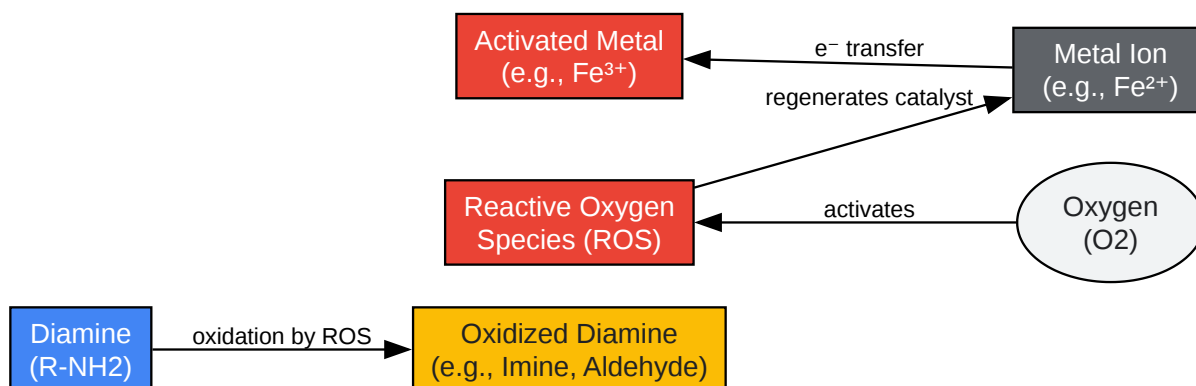 Activated Metal
(e.g., Fe³⁺)
e⁻ transfer
Metal Ion
(e.g., Fe²⁺)
regenerates catalyst
Reactive Oxygen
Species (ROS)
activates
Oxygen
(O2)
Diamine
(R-NH2)
oxidation by ROS
Oxidized Diamine
(e.g., Imine, Aldehyde)